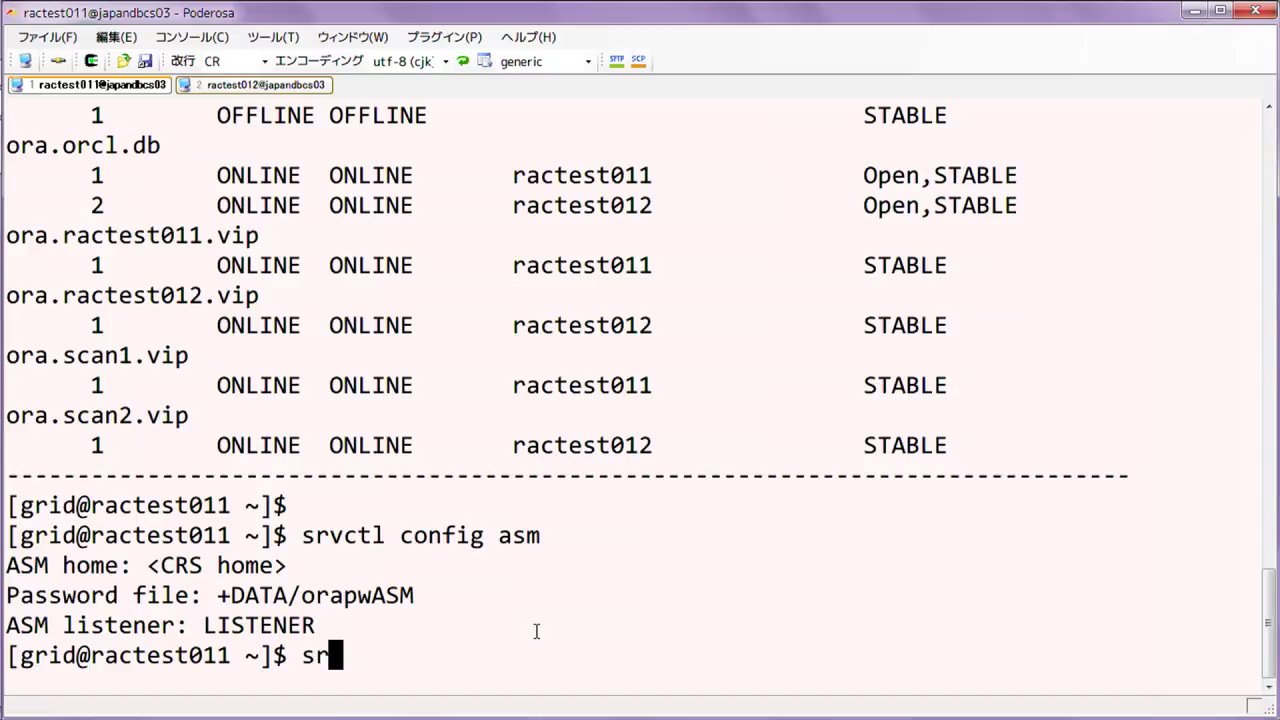 ractest011@japandbcs03 - Poderosa
ファイル(F) 編集(E) コンソール(C) ツール(T) ウィンドウ(W) プラグイン(P) ヘルプ(H)
改行 CR エンコーディング utf-8 (cjk) generic SFTP SCP
1 ractest011@japandbcs03 2 ractest012@japandbcs03
1 OFFLINE OFFLINE STABLE
ora.orcl.db
1 ONLINE ONLINE ractest011 Open,STABLE
2 ONLINE ONLINE ractest012 Open,STABLE
ora.ractest011.vip
1 ONLINE ONLINE ractest011 STABLE
ora.ractest012.vip
1 ONLINE ONLINE ractest012 STABLE
ora.scan1.vip
1 ONLINE ONLINE ractest011 STABLE
ora.scan2.vip
1 ONLINE ONLINE ractest012 STABLE
--------------------------------------------------------------------------------
[grid@ractest011 ~]$
[grid@ractest011 ~]$ srvctl config asm
ASM home: <CRS home>
Password file: +DATA/orapwASM
ASM listener: LISTENER
[grid@ractest011 ~]$ sr